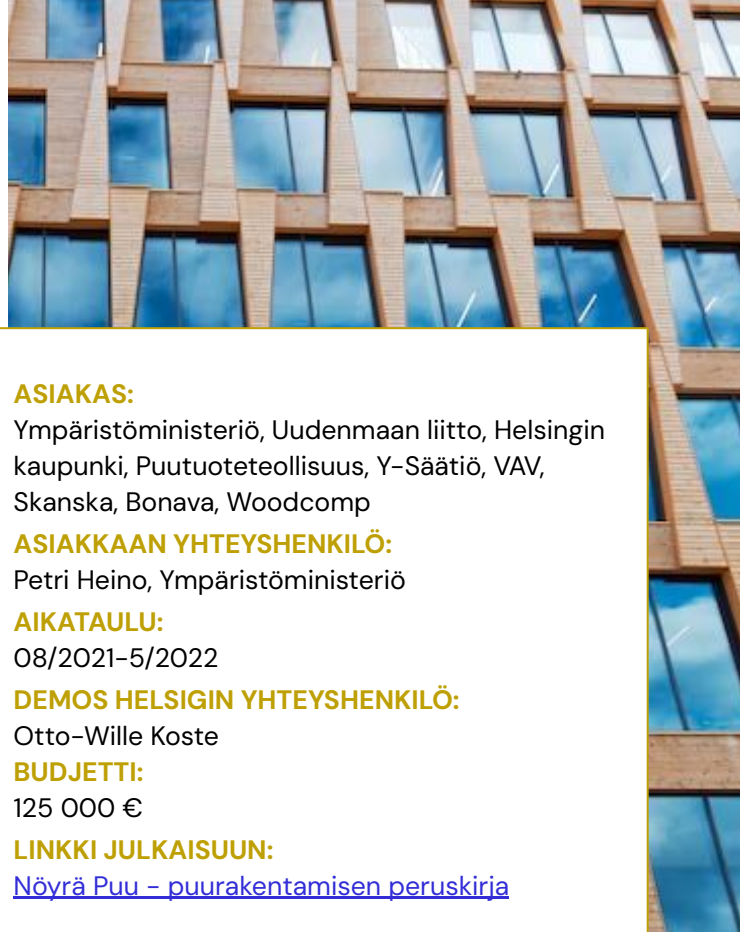 ASIAKAS:
Ympäristöministeriö, Uudenmaan liitto, Helsingin
kaupunki, Puutuoteteollisuus, Y-Säätiö, VAV,
Skanska, Bonava, Woodcomp
ASIAKKAAN YHTEYSHENKILÖ:
Petri Heino, Ympäristöministeriö
AIKATAULU:
08/2021-5/2022
DEMOS HELSIGIN YHTEYSHENKILÖ:
Otto-Wille Koste
BUDJETTI:
125 000 €
LINKKI JULKAISUUN:
Nöyrä Puu - puurakentamisen peruskirja